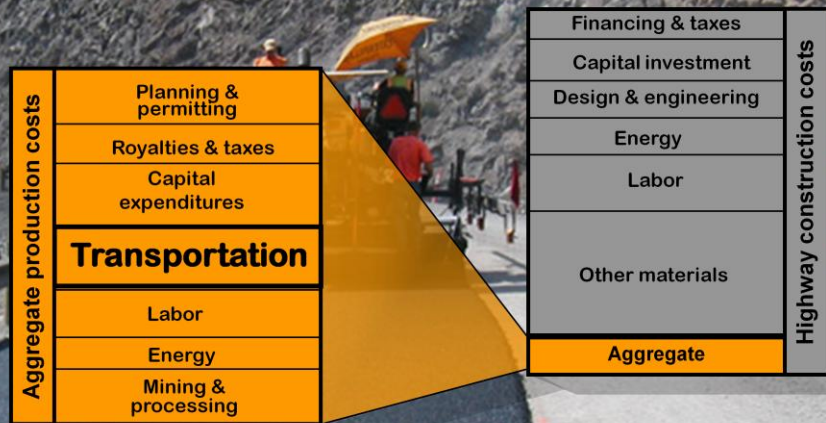 Aggregate production costs
Planning &
permitting
Royalties & taxes
Capital
expenditures
Transportation
Labor
Energy
Mining &
processing
Financing & taxes
Capital investment
Design & engineering
Energy
Labor
Other materials
Aggregate
Highway construction costs